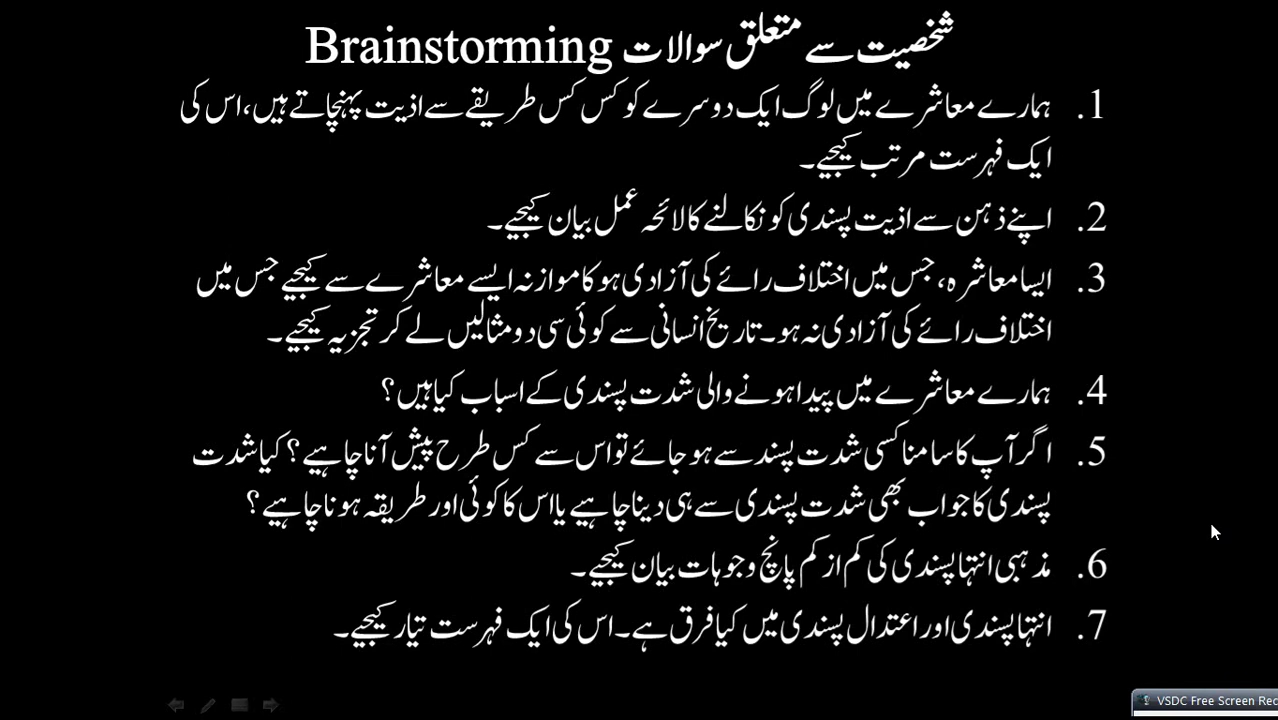 شخصیت سے متعلق سوالات Brainstorming
1. ہمارے معاشرے میں لوگ ایک دوسرے کو کس کس طریقے سے اذیت پہنچاتے ہیں، اس کی
ایک فہرست مرتب کیجیے۔
2. اپنے ذہن سے اذیت پسندی کو نکالنے کا لائحہ عمل بیان کیجیے۔
3. ایسا معاشرہ، جس میں اختلاف رائے کی آزادی ہو کا موازنہ ایسے معاشرے سے کیجیے جس میں
اختلاف رائے کی آزادی نہ ہو۔ تاریخ انسانی سے کوئی سی دو مثالیں لے کر تجزیہ کیجیے۔
4. ہمارے معاشرے میں پیدا ہونے والی شدت پسندی کے اسباب کیا ہیں؟
5. اگر آپ کا سامنا کسی شدت پسند سے ہو جائے تو اس سے کس طرح پیش آنا چاہیے؟ کیا شدت
پسندی کا جواب بھی شدت پسندی سے ہی دینا چاہیے یا اس کا کوئی اور طریقہ ہونا چاہیے؟
6. مذہبی انتہا پسندی کی کم از کم پانچ وجوہات بیان کیجیے۔
7. انتہا پسندی اور اعتدال پسندی میں کیا فرق ہے۔ اس کی ایک فہرست تیار کیجیے۔
VSDC Free Screen Rec